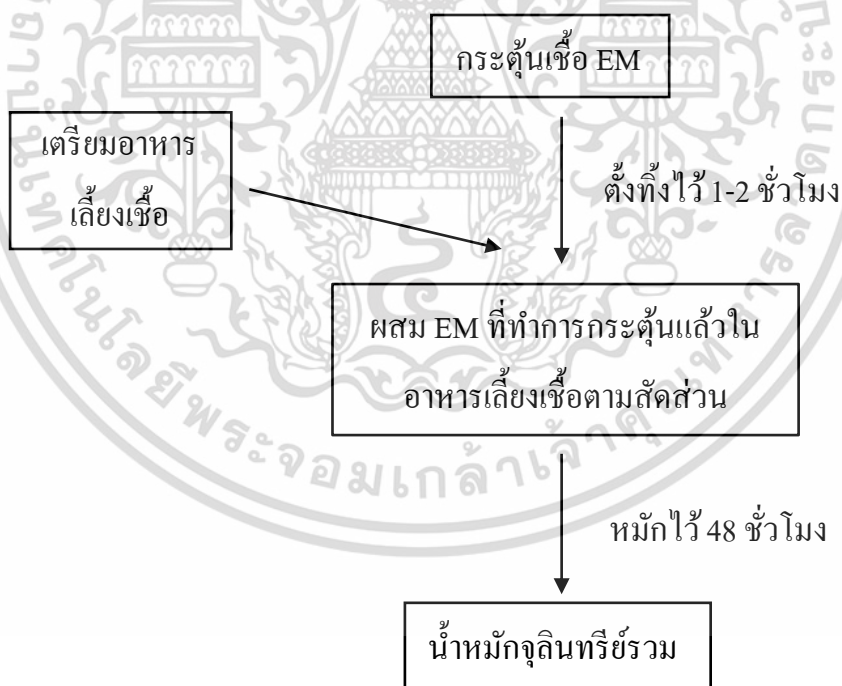 กระตุ้นเชื้อ EM
เตรียมอาหาร
เลี้ยงเชื้อ
ตั้งทิ้งไว้ 1-2 ชั่วโมง
ผสม EM ที่ทำการกระตุ้นแล้วใน
อาหารเลี้ยงเชื้อตามสัดส่วน
หมักไว้ 48 ชั่วโมง
น้ำหมักจุลินทรีย์รวม